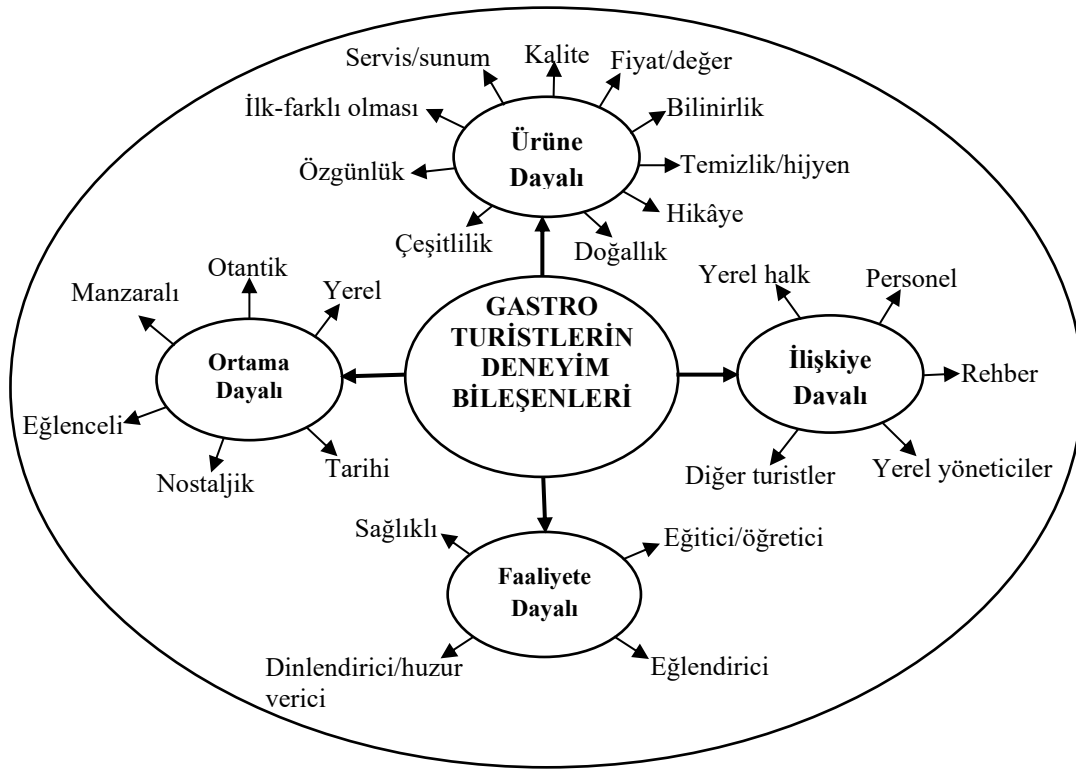 Servis/sunum
Kalite
Fiyat/değer
İlk-farklı olması
Bilinirlik
Ürüne
Dayalı
Özgünlük
Temizlik/hijyen
Hikâye
Çeşitlilik
Doğallık
Manzaralı
Otantik
Yerel
Ortama
Dayalı
Eğlenceli
Nostaljik
Tarihi
GASTRO
TURİSTLERİN
DENEYİM
BİLEŞENLERİ
Yerel halk
Personel
İlişkiye
Davalı
Rehber
Diğer turistler
Yerel yöneticiler
Sağlıklı
Eğitici/öğretici
Faaliyete
Dayalı
Dinlendirici/huzur
verici
Eğlendirici